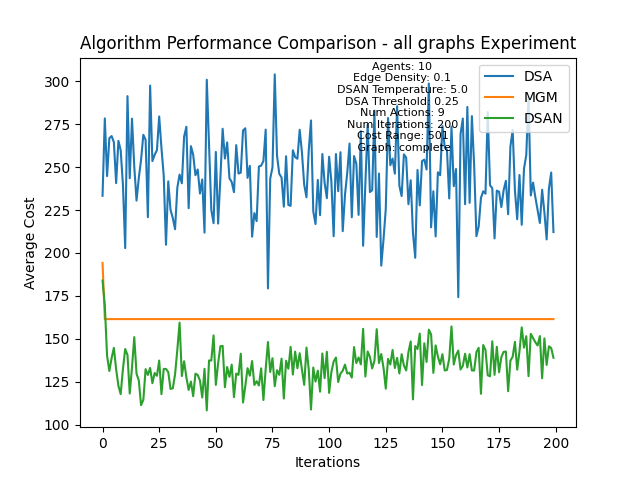 Algorithm Performance Comparison - all graphs Experiment
Agents: 10
Edge Density: 0.1
DSAN Temperature: 5.0
DSA Threshold: 0.25
Num Actions: 9
Num Iterations: 200
Cost Range: 501
Graph: complete
DSA
MGM
DSAN
Average Cost
300
275
250
225
200
175
150
125
100
0
25
50
75
100
125
150
175
200
Iterations